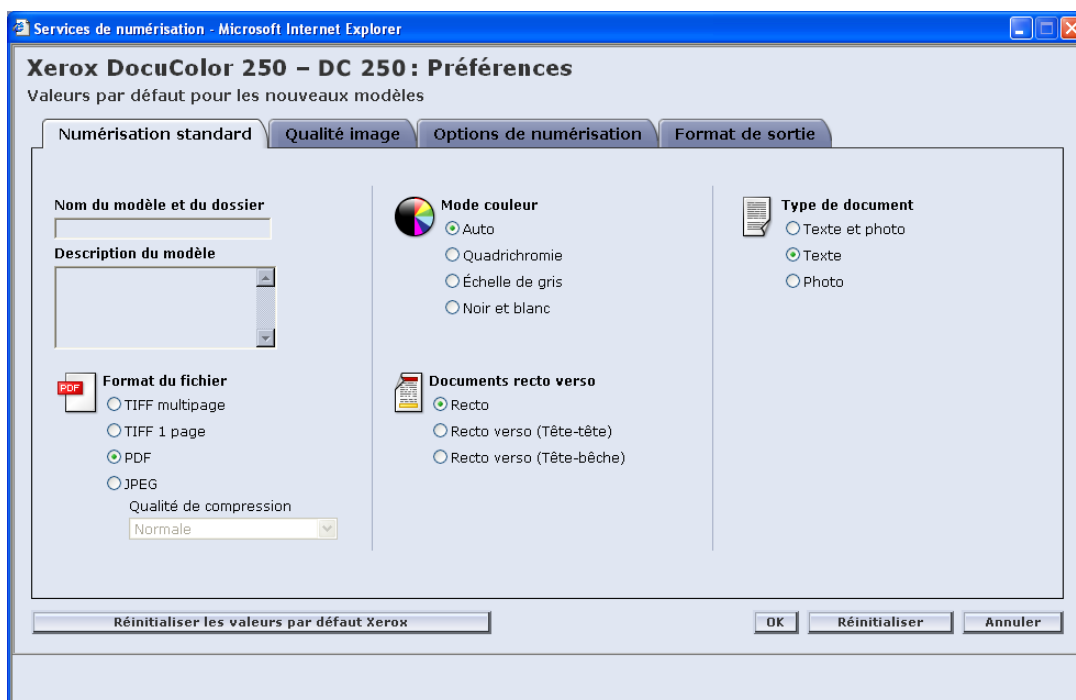 Services de numérisation - Microsoft Internet Explorer
Xerox DocuColor 250 – DC 250 : Préférences
Valeurs par défaut pour les nouveaux modèles
Numérisation standard
Qualité image
Options de numérisation
Format de sortie
Nom du modèle et du dossier
Description du modèle
Format du fichier
PDF
TIFF multipage
TIFF 1 page
PDF
JPEG
Qualité de compression
Normale
Mode couleur
Auto
Quadrichromie
Échelle de gris
Noir et blanc
Documents recto verso
Recto
Recto verso (Tête-tête)
Recto verso (Tête-bêche)
Type de document
Texte et photo
Texte
Photo
Réinitialiser les valeurs par défaut Xerox
OK
Réinitialiser
Annuler